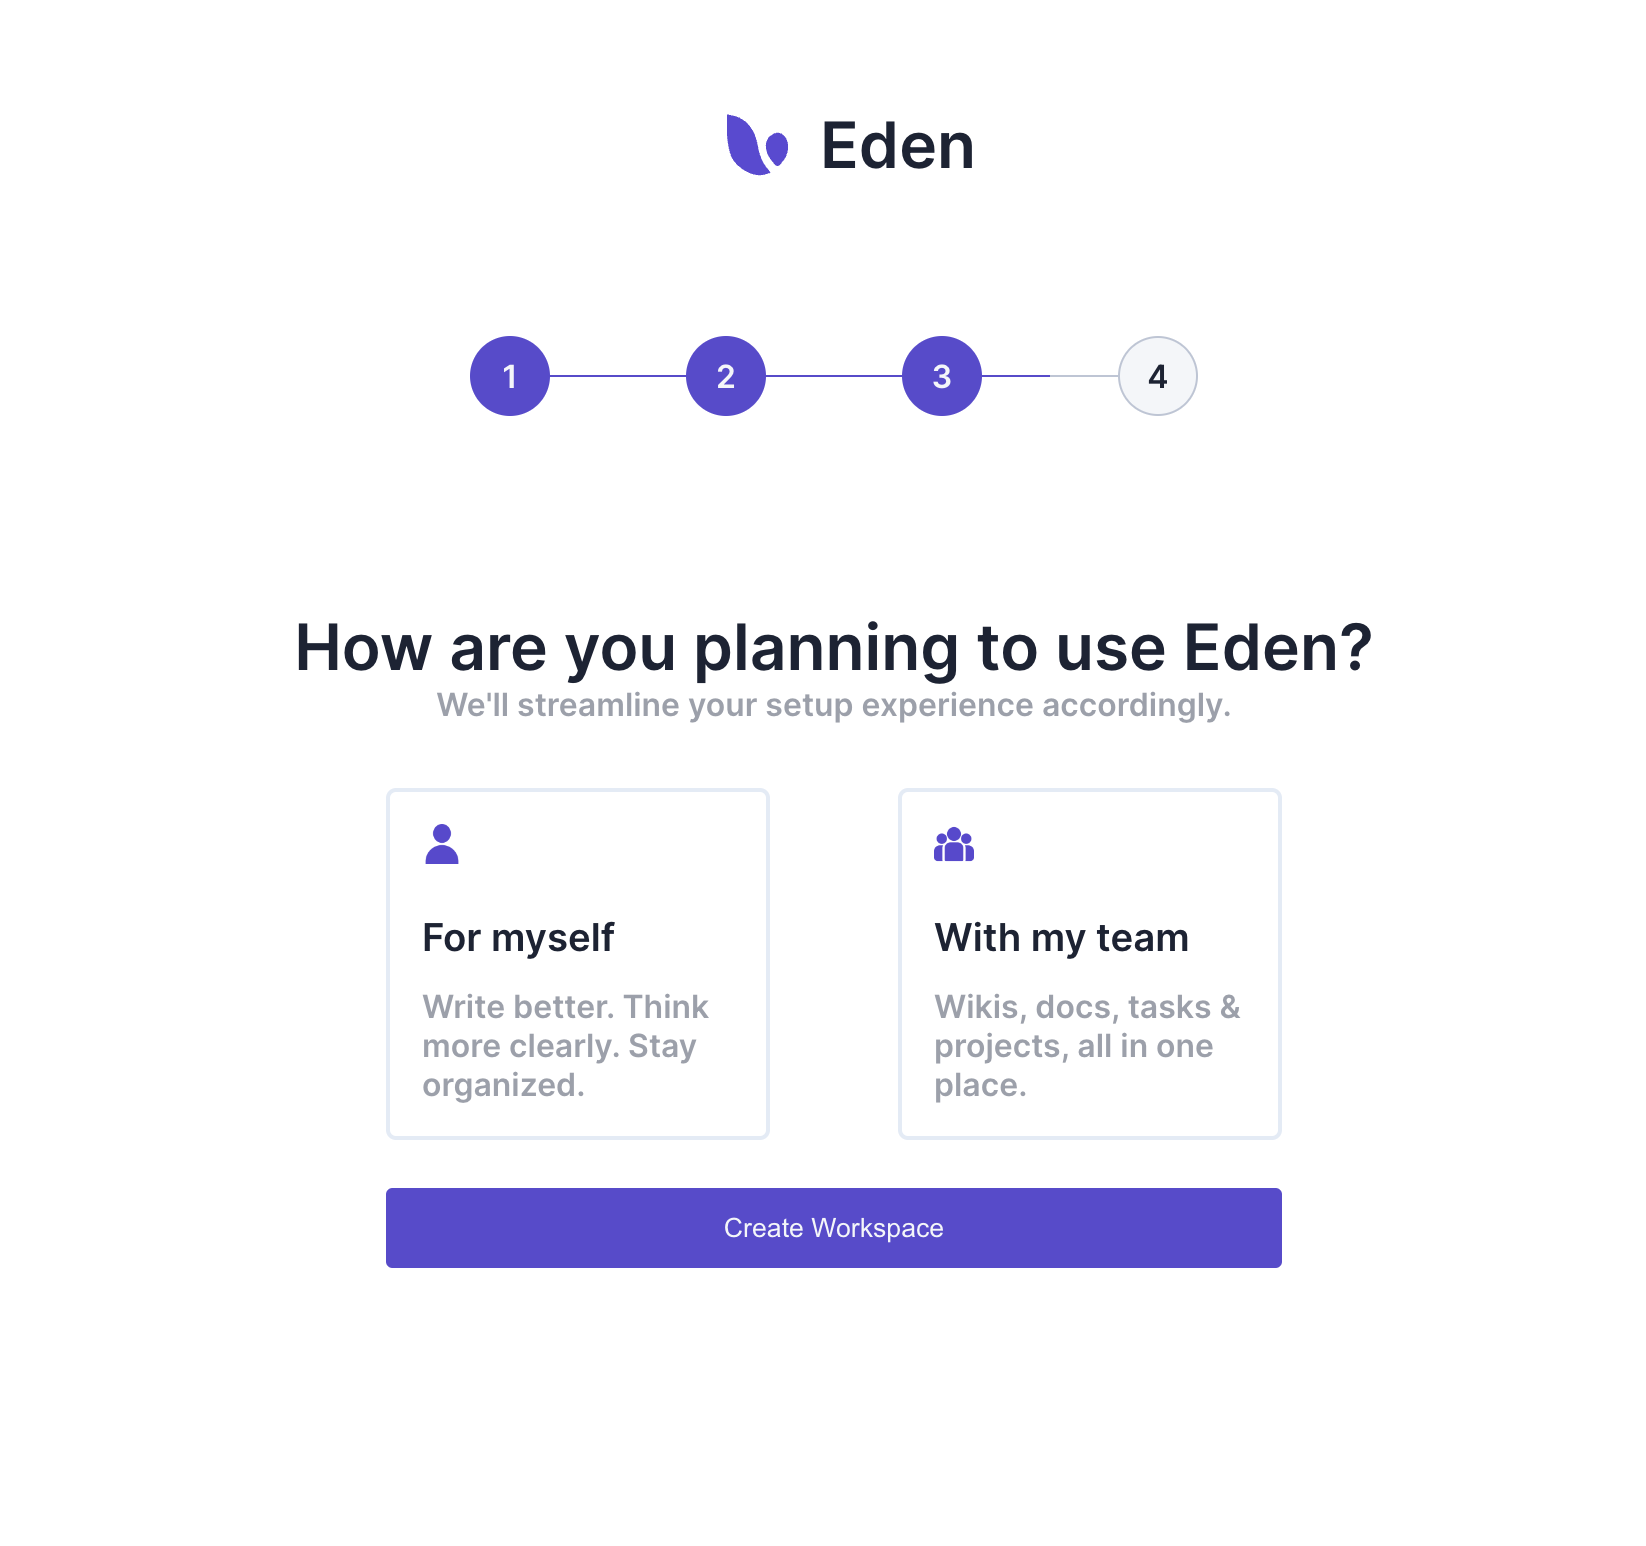 Eden
1
2
3
4
How are you planning to use Eden?
We'll streamline your setup experience accordingly.
For myself
Write better. Think
more clearly. Stay
organized.
With my team
Wikis, docs, tasks &
projects, all in one
place.
Create Workspace